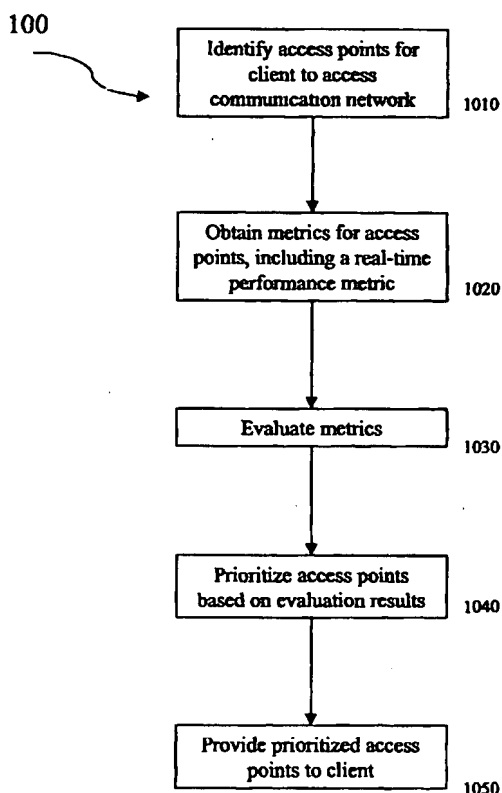 100
Identify access points for
client to access
communication network
1010
Obtain metrics for access
points, including a real-time
performance metric
1020
Evaluate metrics
1030
Prioritize access points
based on evaluation results
1040
Provide prioritized access
points to client
1050